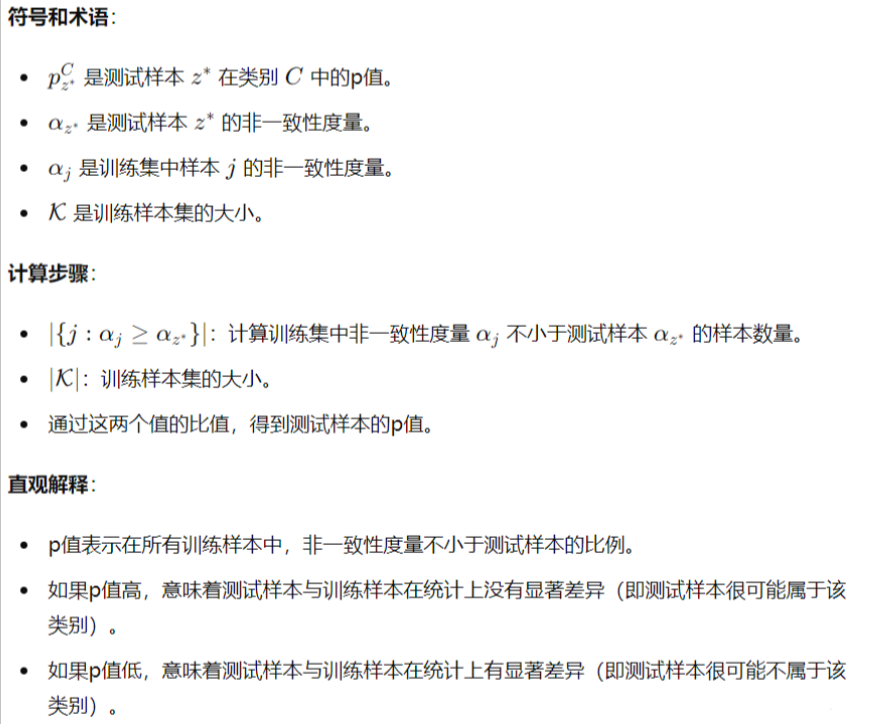 符号和术语：
• $p_{z^*}^C$ 是测试样本 $z^*$ 在类别 $C$ 中的p值。
• $\alpha_{z^*}$ 是测试样本 $z^*$ 的非一致性度量。
• $\alpha_j$ 是训练集中样本 $j$ 的非一致性度量。
• $\mathcal{K}$ 是训练样本集的大小。
计算步骤：
• $|\{j : \alpha_j \geq \alpha_{z^*}\}|$：计算训练集中非一致性度量 $\alpha_j$ 不小于测试样本 $\alpha_{z^*}$ 的样本数量。
• $|\mathcal{K}|$：训练样本集的大小。
• 通过这两个值的比值，得到测试样本的p值。
直观解释：
• p值表示在所有训练样本中，非一致性度量不小于测试样本的比例。
• 如果p值高，意味着测试样本与训练样本在统计上没有显著差异（即测试样本很可能属于该
类别）。
• 如果p值低，意味着测试样本与训练样本在统计上有显著差异（即测试样本很可能不属于该
类别）。